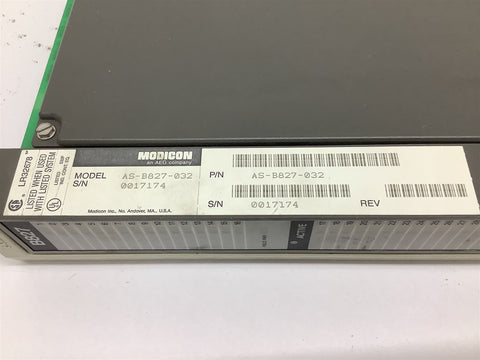 LR32678
LISTED WHEN USED
WITH LISTED SYSTEM
LISTED
MODICON
an AEG company
MODEL AS-B827-032
S/N 0017174
Modicon Inc., No. Andover, MA., U.S.A.
P/N AS-B827-032
S/N 0017174 REV
B827
ACTIVE